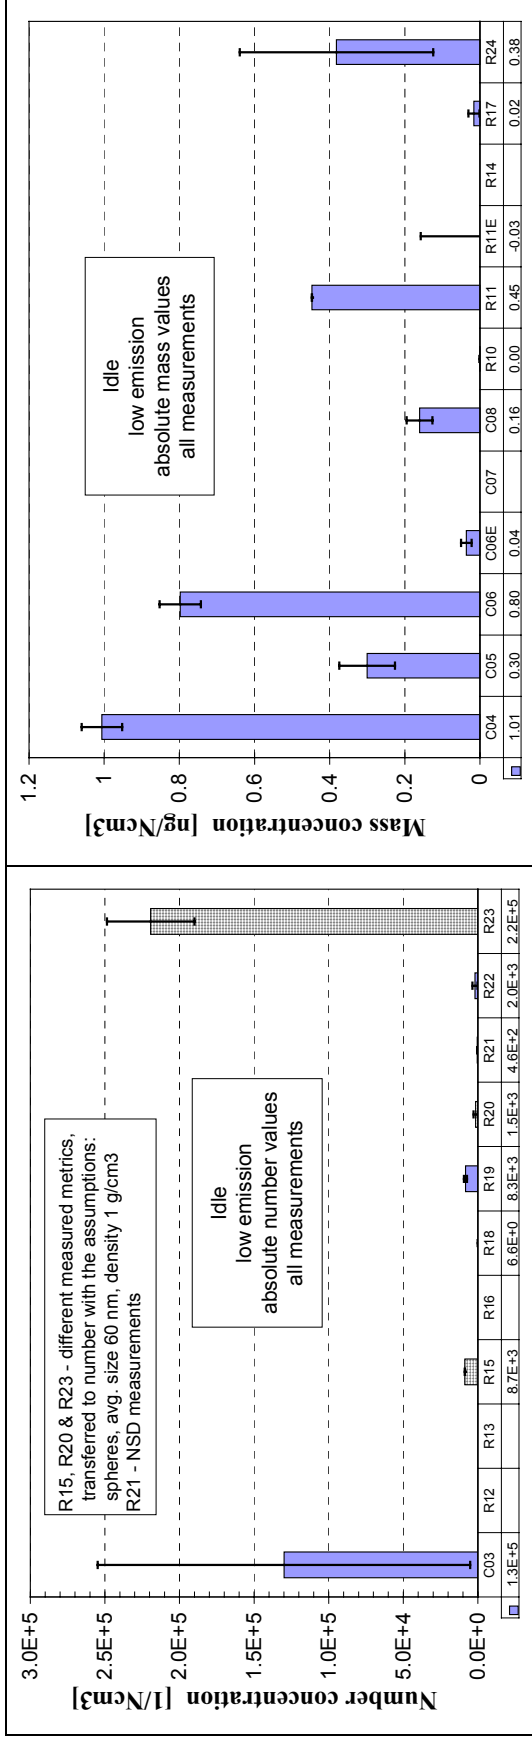 Number concentration [1/Ncm3]
3.0E+5
2.5E+5
2.0E+5
1.5E+5
1.0E+5
5.0E+4
0.0E+0
R15, R20 & R23 - different measured metrics,
transferred to number with the assumptions:
spheres, avg. size 60 nm, density 1 g/cm3
R21 - NSD measurements
Idle
low emission
absolute number values
all measurements
C03 R12 R13 R15 R16 R18 R19 R20 R21 R22 R23
1.3E+5 8.7E+3 6.6E+0 8.3E+3 1.5E+3 4.6E+2 2.0E+3 2.2E+5
Mass concentration [ng/Ncm3]
1.2
1
0.8
0.6
0.4
0.2
0
Idle
low emission
absolute mass values
all measurements
C04 C05 C06 C06E C07 C08 R10 R11 R11E R14 R17 R24
1.01 0.30 0.80 0.04 0.16 0.00 0.45 -0.03 0.02 0.38